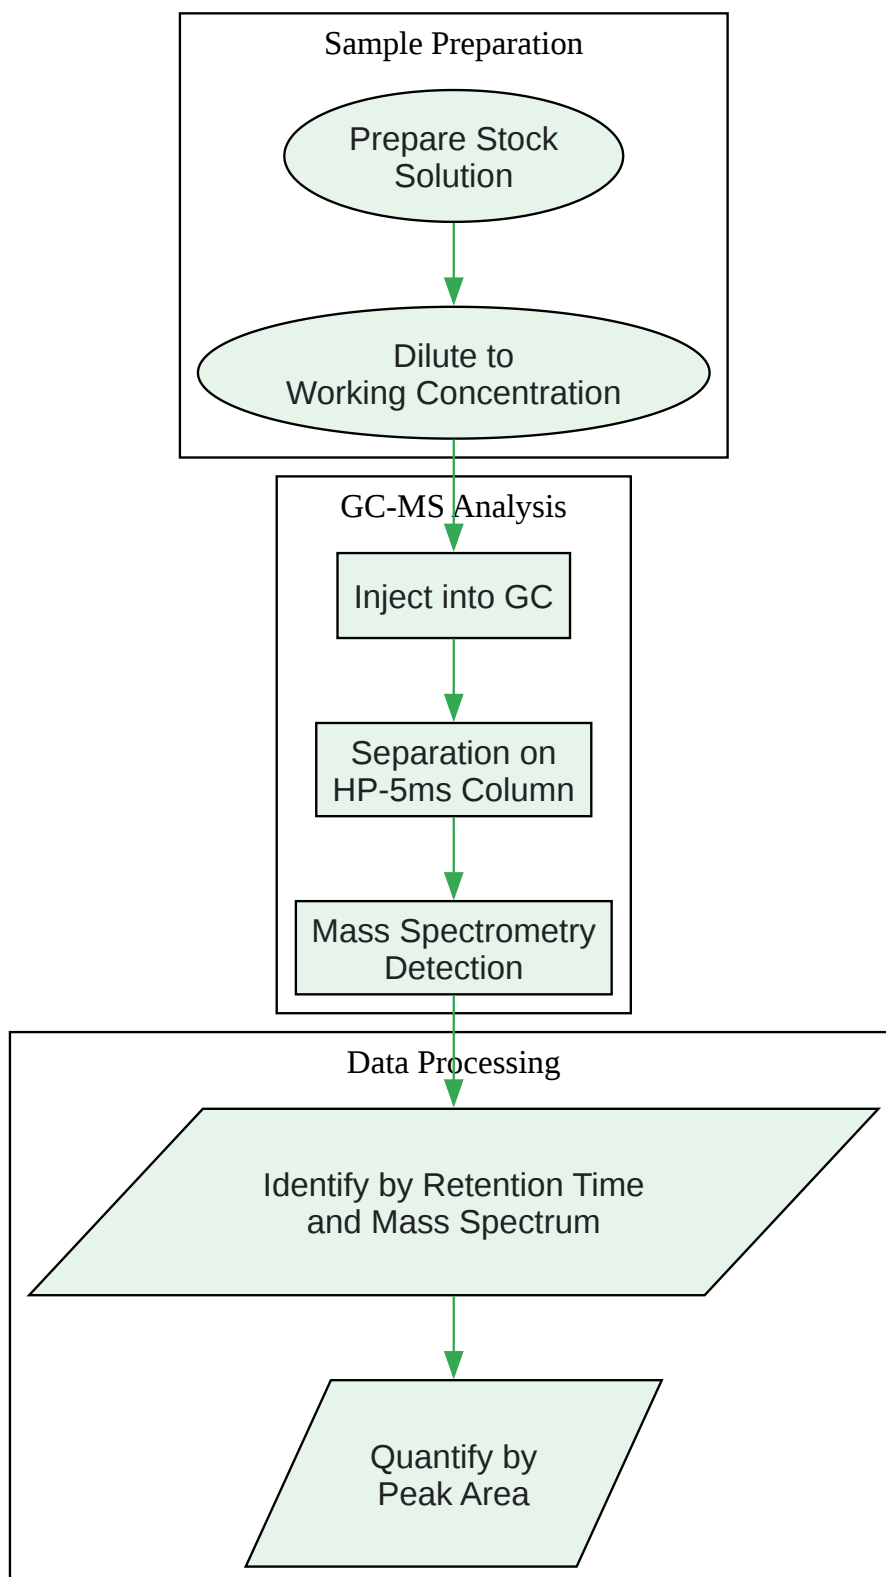 Sample Preparation
Prepare Stock
Solution
Dilute to
Working Concentration
GC-MS Analysis
Inject into GC
Separation on
HP-5ms Column
Mass Spectrometry
Detection
Data Processing
Identify by Retention Time
and Mass Spectrum
Quantify by
Peak Area